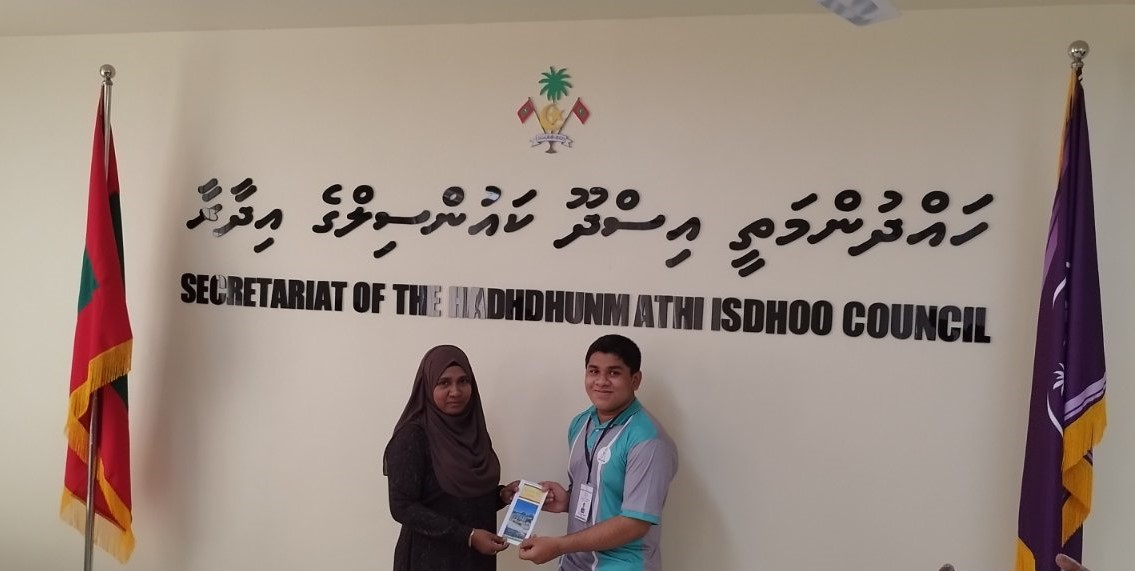 ހައްދުންމަތީ އިސްދޫ ކައުންސިލްގެ އިދާރާ
SECRETARIAT OF THE HADHDHUNMATHI ISDHOO COUNCIL